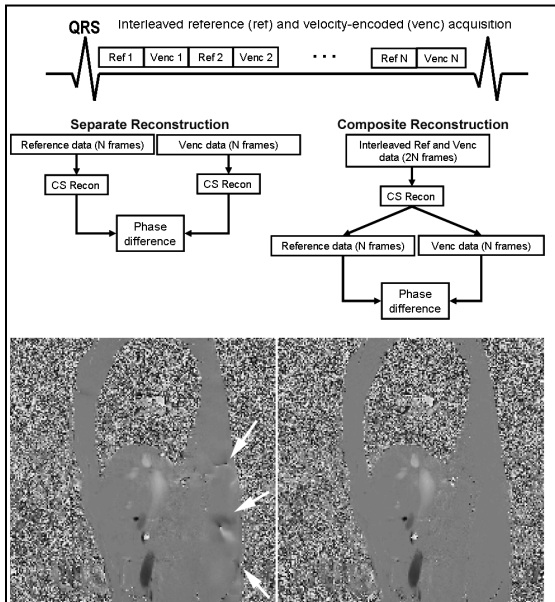 QRS
Interleaved reference (ref) and velocity-encoded (venc) acquisition
Ref 1 Venc 1 Ref 2 Venc 2 ··· Ref N Venc N
Separate Reconstruction
Reference data (N frames) Venc data (N frames)
CS Recon CS Recon
Phase
difference
Composite Reconstruction
Interleaved Ref and Venc
data (2N frames)
CS Recon
Reference data (N frames) Venc data (N frames)
Phase
difference